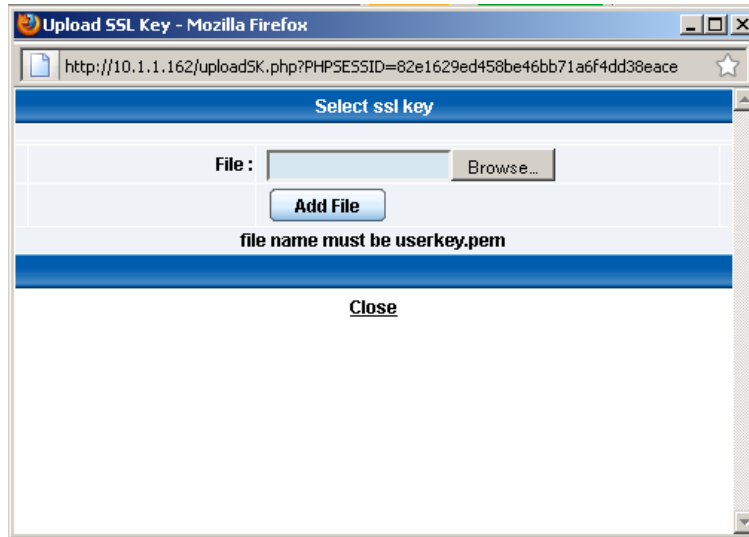 Upload SSL Key - Mozilla Firefox
http://10.1.1.162/uploadSK.php?PHPSESSID=82e1629ed458be46bb71a6f4dd38eace
Select ssl key
File : Browse...
Add File
file name must be userkey.pem
Close